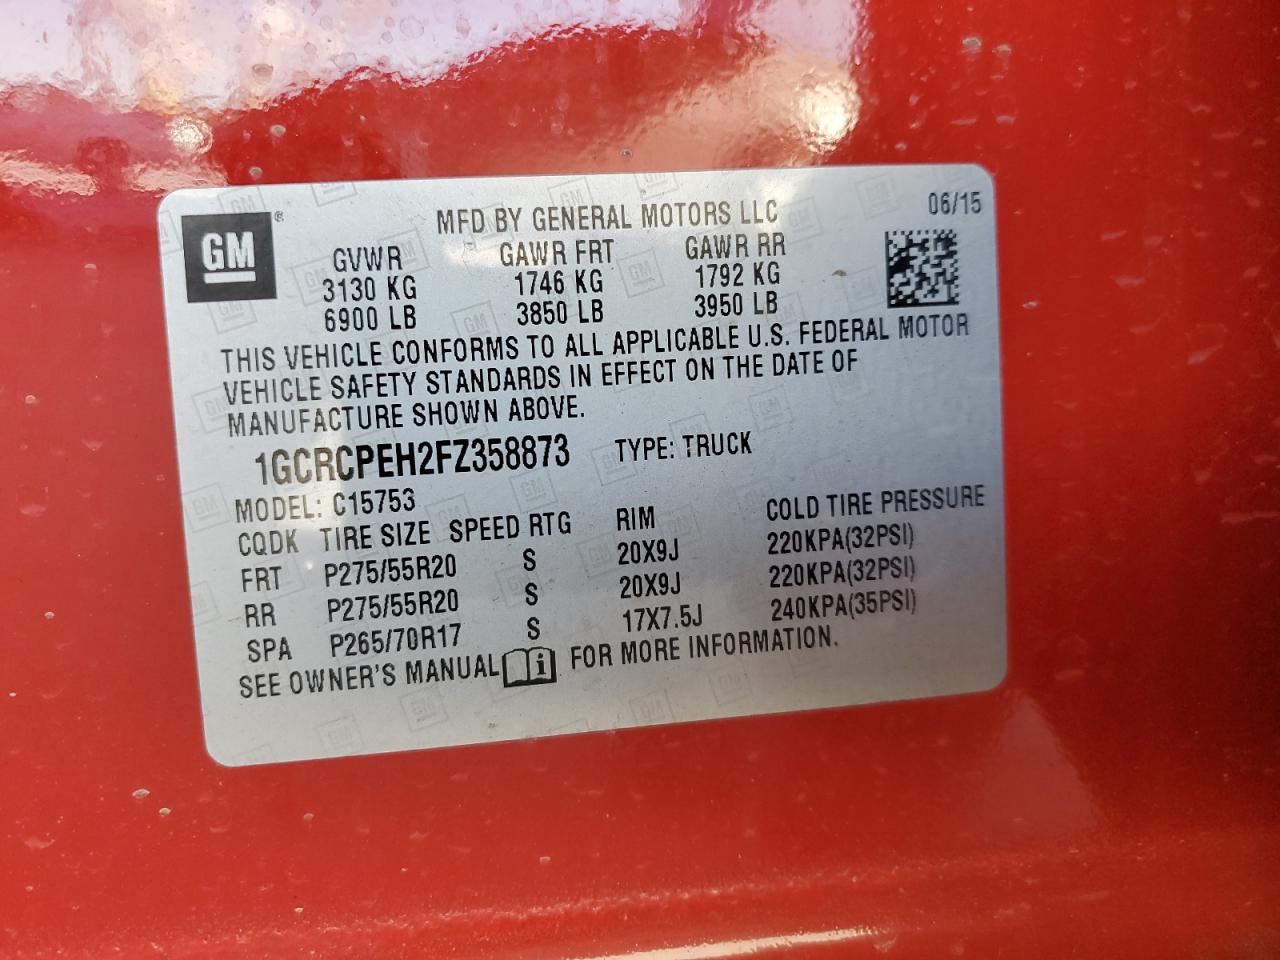 GM ® MFD BY GENERAL MOTORS LLC 06/15
GVWR GAWR FRT GAWR RR
3130 KG 1746 KG 1792 KG
6900 LB 3850 LB 3950 LB
THIS VEHICLE CONFORMS TO ALL APPLICABLE U.S. FEDERAL MOTOR
VEHICLE SAFETY STANDARDS IN EFFECT ON THE DATE OF
MANUFACTURE SHOWN ABOVE.
1GCRCPEH2FZ358873 TYPE: TRUCK
MODEL: C15753
CQDK TIRE SIZE SPEED RTG RIM COLD TIRE PRESSURE
FRT P275/55R20 S 20X9J 220KPA(32PSI)
RR P275/55R20 S 20X9J 220KPA(32PSI)
SPA P265/70R17 S 17X7.5J 240KPA(35PSI)
SEE OWNER'S MANUAL i FOR MORE INFORMATION.